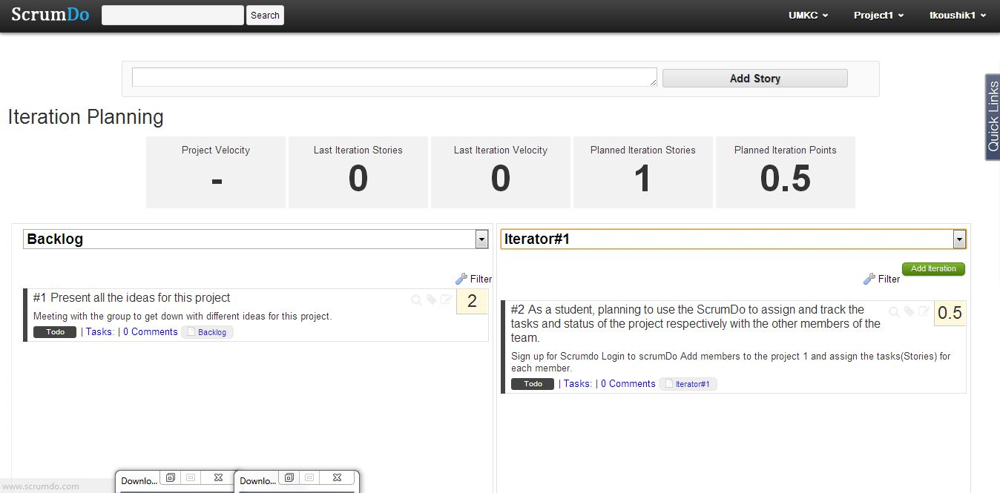 ScrumDo
Search
UMKC
Project1
tkoushik1
Add Story
Quick Links
Iteration Planning
Project Velocity
-
Last Iteration Stories
0
Last Iteration Velocity
0
Planned Iteration Stories
1
Planned Iteration Points
0.5
Backlog
Filter
#1 Present all the ideas for this project
2
Meeting with the group to get down with different ideas for this project.
Todo | Tasks: | 0 Comments Backlog
Iterator#1
Add Iteration
Filter
#2 As a student, planning to use the ScrumDo to assign and track the
tasks and status of the project respectively with the other members of the
team.
0.5
Sign up for Scrumdo Login to scrumDo Add members to the project 1 and assign the tasks(Stories) for
each member.
Todo | Tasks: | 0 Comments Iterator#1
Downlo...
Downlo...
www.scrumdo.com